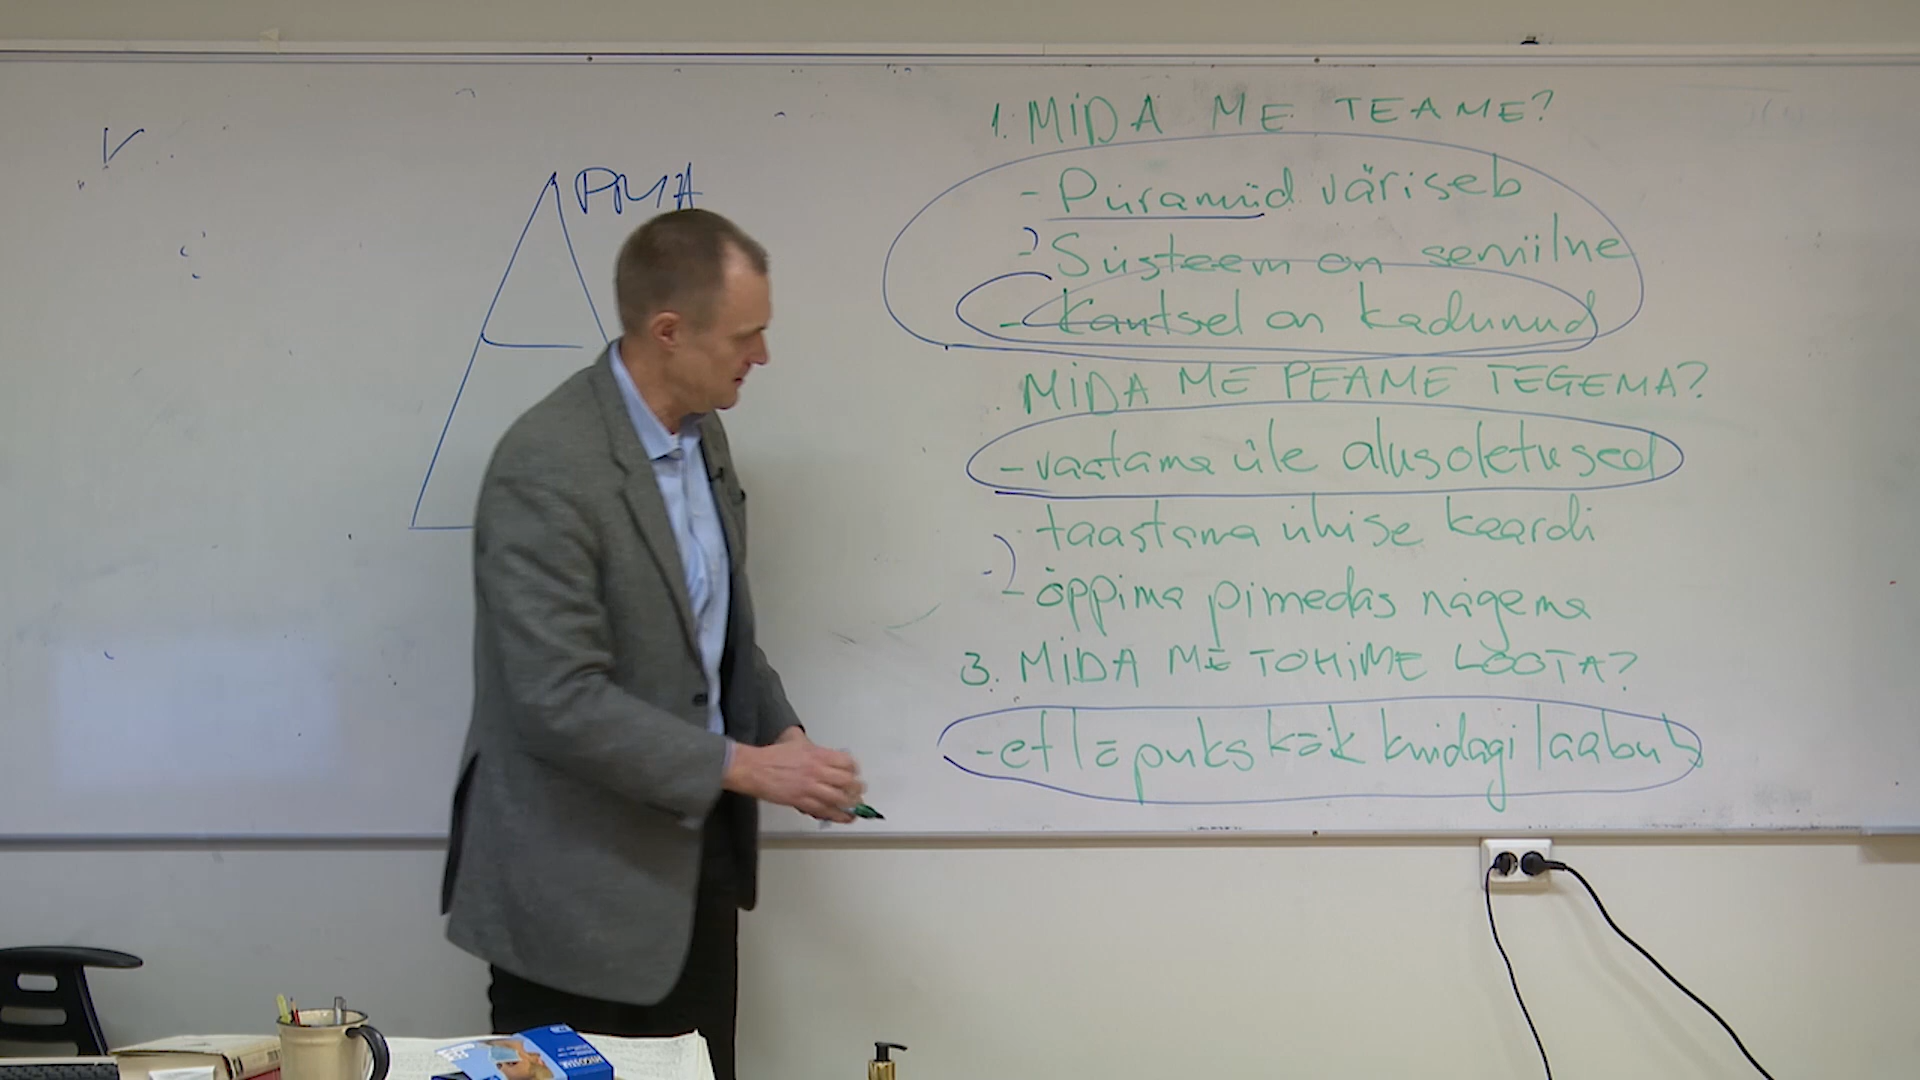 V
PMA
1. MIDA ME TEAME?
- Püramiid väriseb
- Süsteem on seniilne
- Kantsel on kadunud
MIDA ME PEAME TEGEMA?
- vaatama üle alusoletused
taastama ühise kaardi
- õppima pimedas nägema
3. MIDA ME TOHIME LOOTA?
- et lõpuks kõik kuidagi laabub